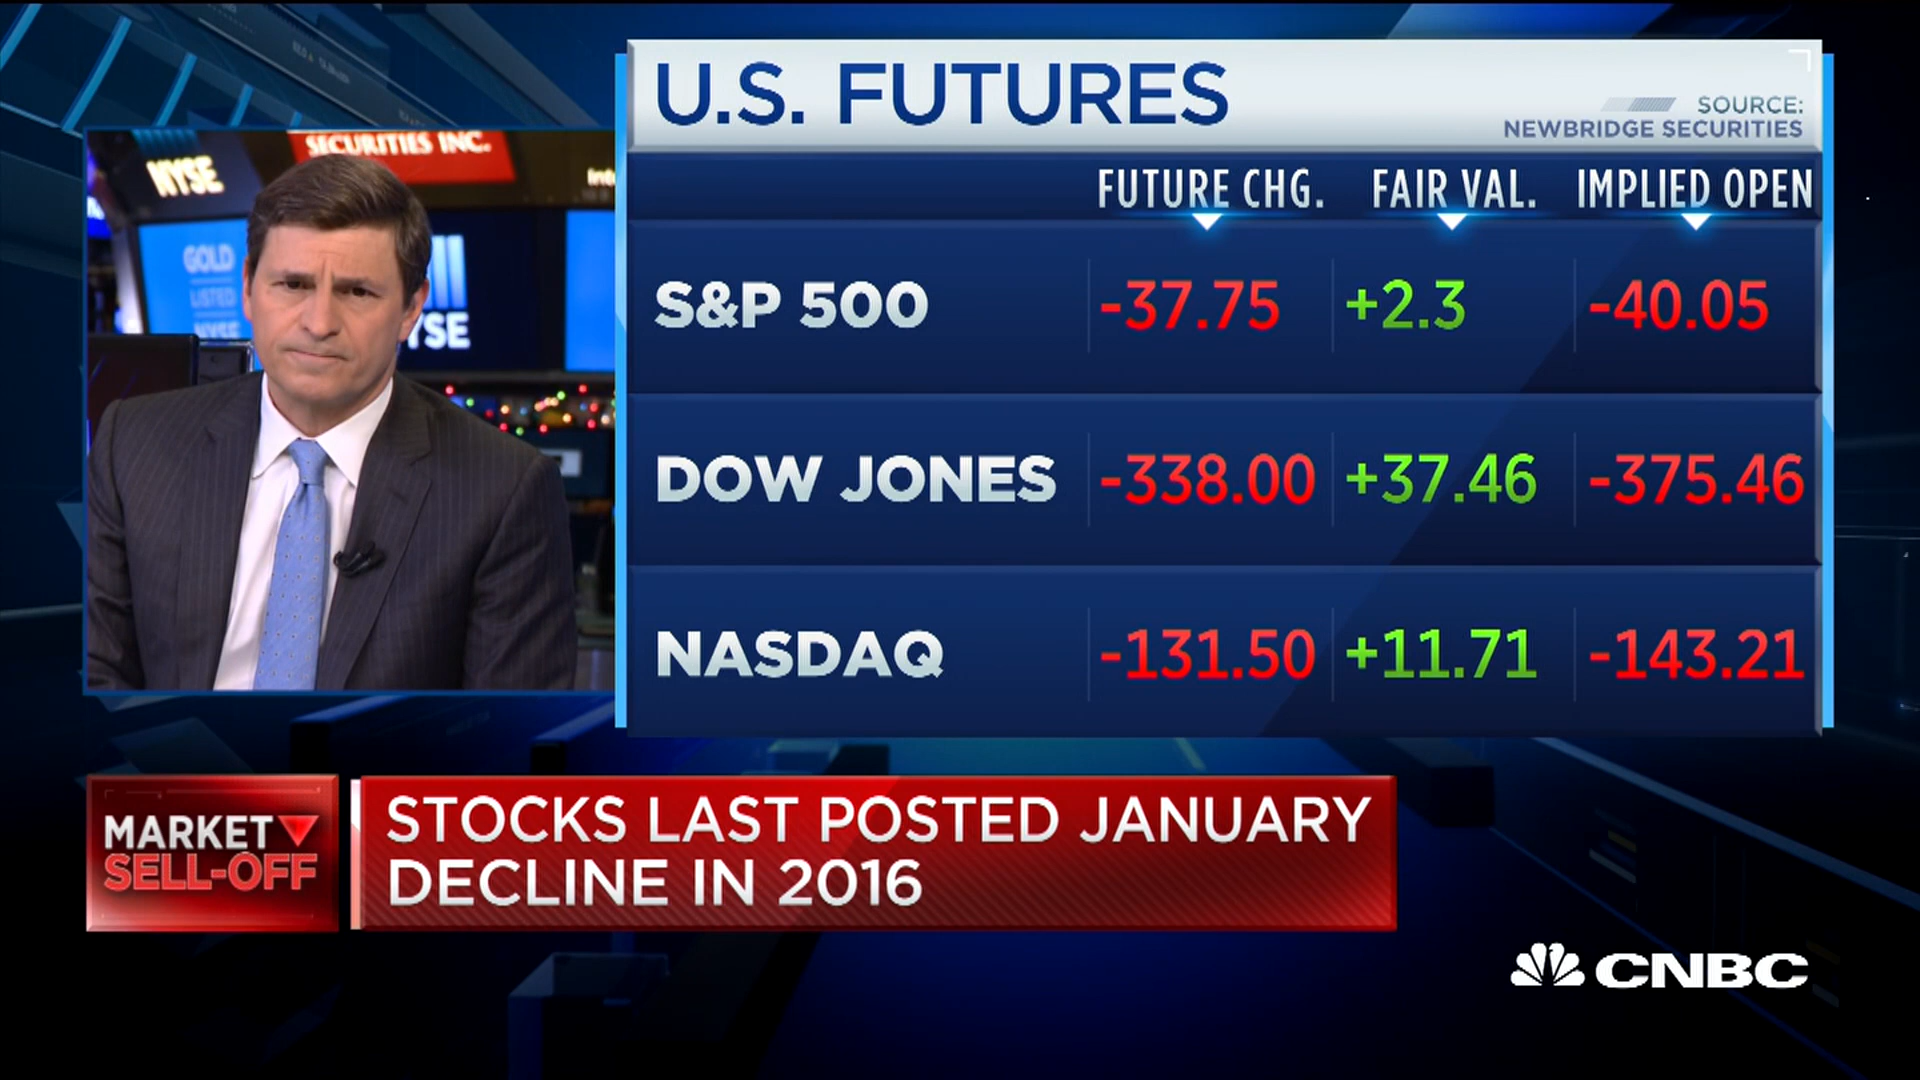 U.S. FUTURES
SOURCE:
NEWBRIDGE SECURITIES
FUTURE CHG. FAIR VAL. IMPLIED OPEN
S&P 500 -37.75 +2.3 -40.05
DOW JONES -338.00 +37.46 -375.46
NASDAQ -131.50 +11.71 -143.21
SECURITIES INC.
NYSE
GOLD
LISTED
NYSE
YSE
MARKET
SELL-OFF
STOCKS LAST POSTED JANUARY
DECLINE IN 2016
CNBC